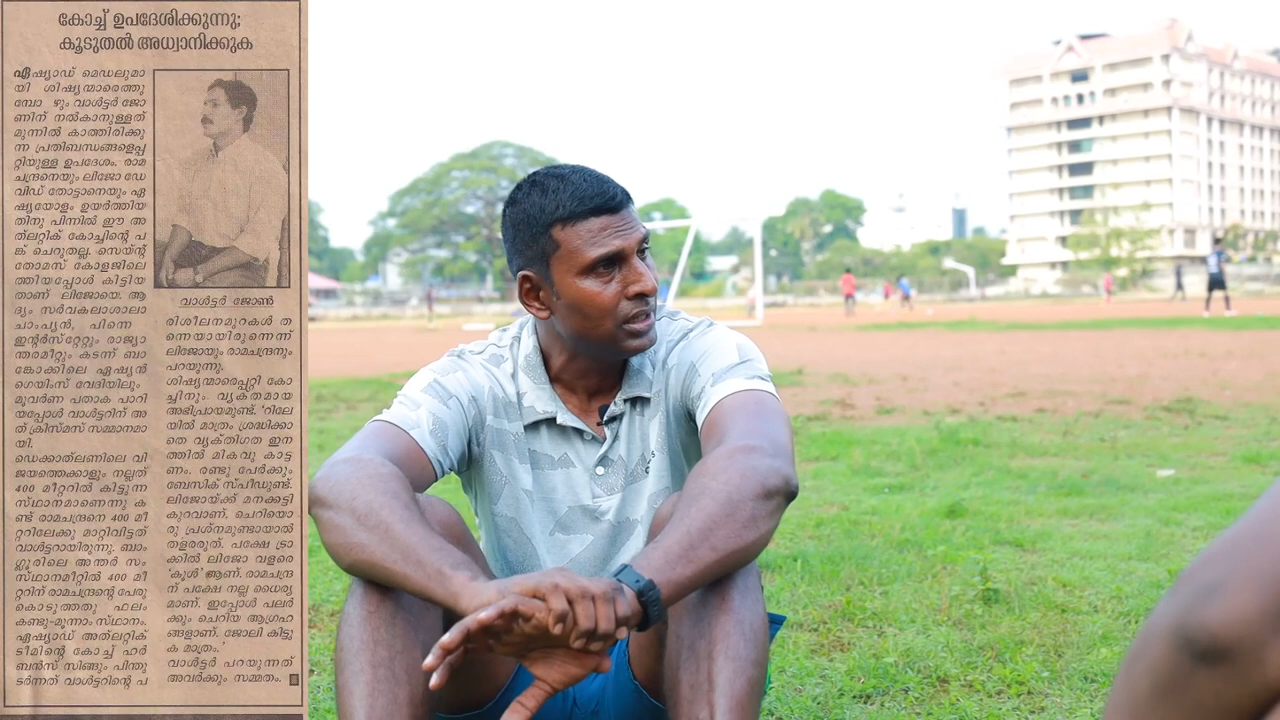 കോച്ച് ഉപദേശിക്കുന്നു;
കൂടുതൽ അധ്വാനിക്കുക
ഏഷ്യാഡ് മെഡലുമാ
യി ശിഷ്യന്മാരെത്തു
മ്പോ ഴും വാൾട്ടർ ജോ
ണിന് നൽകാനുള്ളത്
മുന്നിൽ കാത്തിരിക്കു
ന്ന പ്രതിബന്ധങ്ങളെപ്പ
റ്റിയുള്ള ഉപദേശം. രാമ
ചന്ദ്രനെയും ലിജോ ഡേ
വിഡ് തോട്ടാനെയും ഏ
ഷ്യയോളം ഉയർത്തിയ
തിനു പിന്നിൽ ഈ അ
ത്‌ലറ്റിക് കോച്ചിന്റെ പ
ങ്ക് ചെറുതല്ല. സെയ്ന്റ്
തോമസ് കോളജിലെ
ത്തിയപ്പോൾ കിട്ടിയ
താണ് ലിജോയെ. ആ
ദ്യം സർവകലാശാലാ
ചാംപ്യൻ, പിന്നെ
ഇന്റർസ്റ്റേറ്റും രാജ്യാ
ന്തരമീറ്റും കടന്ന് ബാ
ങ്കോക്കിലെ ഏഷ്യൻ
ഗെയിംസ് വേദിയിലും
മൂവർണ പതാക പാറി
യപ്പോൾ വാൾട്ടറിന് അ
ത് ക്രിസ്മസ് സമ്മാനമാ
യി.
ഡെക്കാത്‌ലണിലെ വി
ജയത്തെക്കാളും നല്ലത്
400 മീറ്ററിൽ കിട്ടുന്ന
സ്ഥാനമാണെന്നു ക
ണ്ട് രാമചന്ദ്രനെ 400 മീ
റ്ററിലേക്കു മാറ്റിവിട്ടത്
വാൾട്ടറായിരുന്നു. ബാം
ഗ്ലൂരിലെ അന്തർ സം
സ്ഥാനമീറ്റിൽ 400 മീ
റ്ററിന് രാമചന്ദ്രന്റെ പേരു
കൊടുത്തതു ഫലം
കണ്ടു-മൂന്നാം സ്ഥാനം.
ഏഷ്യാഡ് അത്‌ലറ്റിക്
ടീമിന്റെ കോച്ച് ഹർ
ബൻസ് സിങ്ങും പിന്തു
ടർന്നത് വാൾട്ടറിന്റെ പ
വാൾട്ടർ ജോൺ
രിശീലനമുറകൾ ത
ന്നെയായിരുന്നെന്ന്
ലിജോയും രാമചന്ദ്രനും
പറയുന്നു.
ശിഷ്യന്മാരെപ്പറ്റി കോ
ച്ചിനും വ്യക്തമായ
അഭിപ്രായമുണ്ട്. 'റിലേ
യിൽ മാത്രം ശ്രദ്ധിക്കാ
തെ വ്യക്തിഗത ഇന
ത്തിൽ മികവു കാട്ട
ണം. രണ്ടു പേർക്കും
ബേസിക് സ്പീഡുണ്ട്.
ലിജോയ്ക്ക് മനക്കട്ടി
കുറവാണ്. ചെറിയൊ
രു പ്രശ്നമുണ്ടായാൽ
തളരരുത്. പക്ഷേ ട്രാ
ക്കിൽ ലിജോ വളരെ
'കൂൾ' ആണ്. രാമചന്ദ്ര
ന് പക്ഷേ നല്ല ധൈര്യ
മാണ്. ഇപ്പോൾ പലർ
ക്കും ചെറിയ ആഗ്രഹ
ങ്ങളാണ്. ജോലി കിട്ടു
ക മാത്രം.'
വാൾട്ടർ പറയുന്നത്
അവർക്കും സമ്മതം.